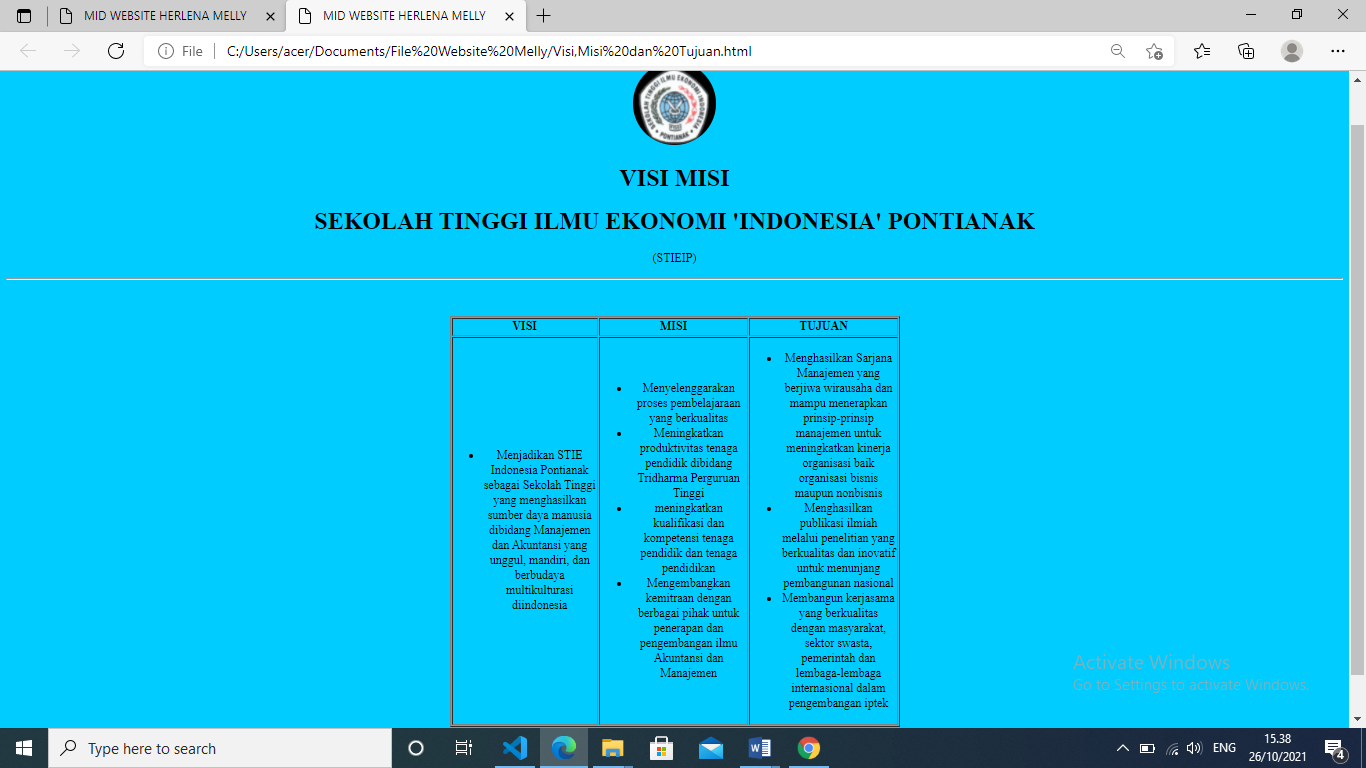 MID WEBSITE HERLENA MELLY
MID WEBSITE HERLENA MELLY
File
C:/Users/acer/Documents/File%20Website%20Melly/Visi,Misi%20dan%20Tujuan.html
SEKOLAH TINGGI ILMU EKONOMI INDONESIA
PONTIANAK
VISI MISI
SEKOLAH TINGGI ILMU EKONOMI 'INDONESIA' PONTIANAK
(STIEIP)
VISI
Menjadikan STIE
Indonesia Pontianak
sebagai Sekolah Tinggi
yang menghasilkan
sumber daya manusia
dibidang Manajemen
dan Akuntansi yang
unggul, mandiri, dan
berbudaya
multikulturasi
diindonesia
MISI
Menyelenggarakan
proses pembelajaraan
yang berkualitas
Meningkatkan
produktivitas tenaga
pendidik dibidang
Tridharma Perguruan
Tinggi
meningkatkan
kualifikasi dan
kompetensi tenaga
pendidik dan tenaga
pendidikan
Mengembangkan
kemitraan dengan
berbagai pihak untuk
penerapan dan
pengembangan ilmu
Akuntansi dan
Manajemen
TUJUAN
Menghasilkan Sarjana
Manajemen yang
berjiwa wirausaha dan
mampu menerapkan
prinsip-prinsip
manajemen untuk
meningkatkan kinerja
organisasi baik
organisasi bisnis
maupun nonbisnis
Menghasilkan
publikasi ilmiah
melalui penelitian yang
berkualitas dan inovatif
untuk menunjang
pembangunan nasional
Membangun kerjasama
yang berkualitas
dengan masyarakat,
sektor swasta,
pemerintah dan
lembaga-lembaga
internasional dalam
pengembangan iptek
Activate Windows
Go to Settings to activate Windows.
Type here to search
ENG
15.38
26/10/2021
4